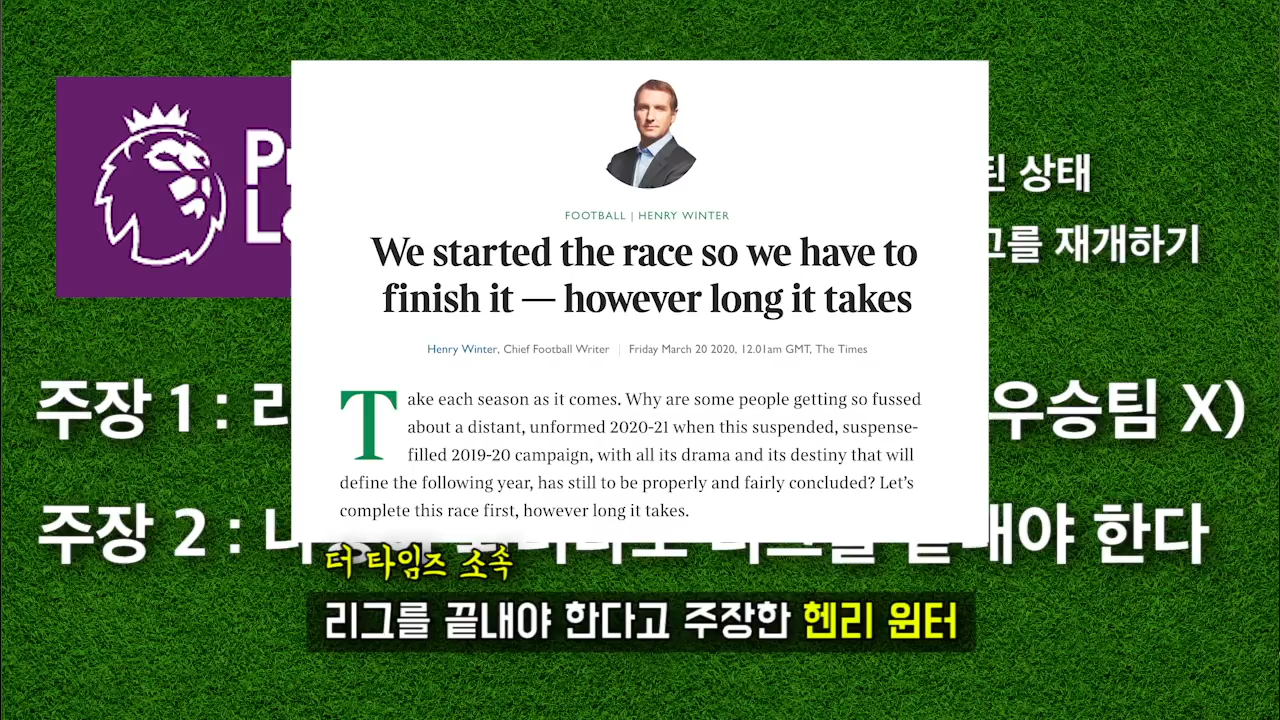 FOOTBALL | HENRY WINTER
We started the race so we have to
finish it — however long it takes
Henry Winter, Chief Football Writer | Friday March 20 2020, 12.01am GMT, The Times
Take each season as it comes. Why are some people getting so fussed
about a distant, unformed 2020-21 when this suspended, suspense-
filled 2019-20 campaign, with all its drama and its destiny that will
define the following year, has still to be properly and fairly concluded? Let's
complete this race first, however long it takes.
상태
재개하기
주장 1 : 우승팀 X)
주장 2 : 한다
더 타임즈 소속
리그를 끝내야 한다고 주장한 헨리 윈터